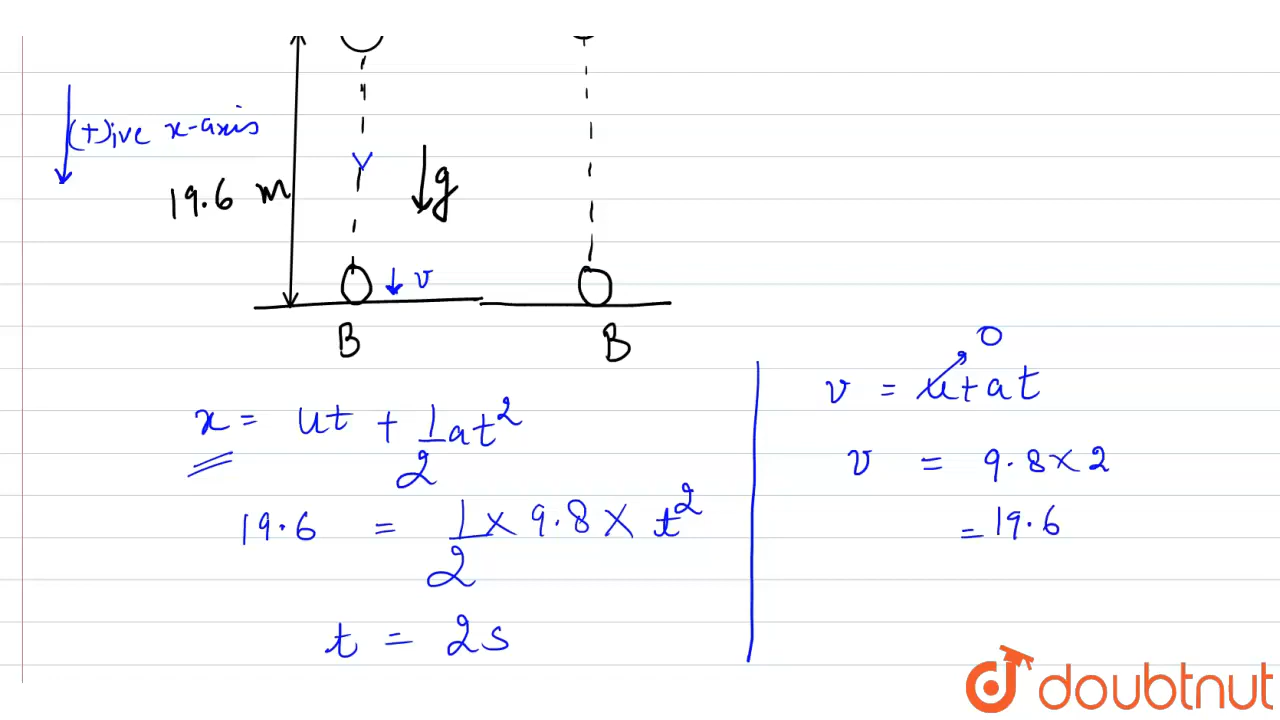 (+)ive x-axis
19.6 m
g
v
B
B
x = ut + 1/2 at²
19.6 = 1/2 × 9.8 × t²
t = 2s
0
v = u + at
v = 9.8 × 2
= 19.6
doubtnut